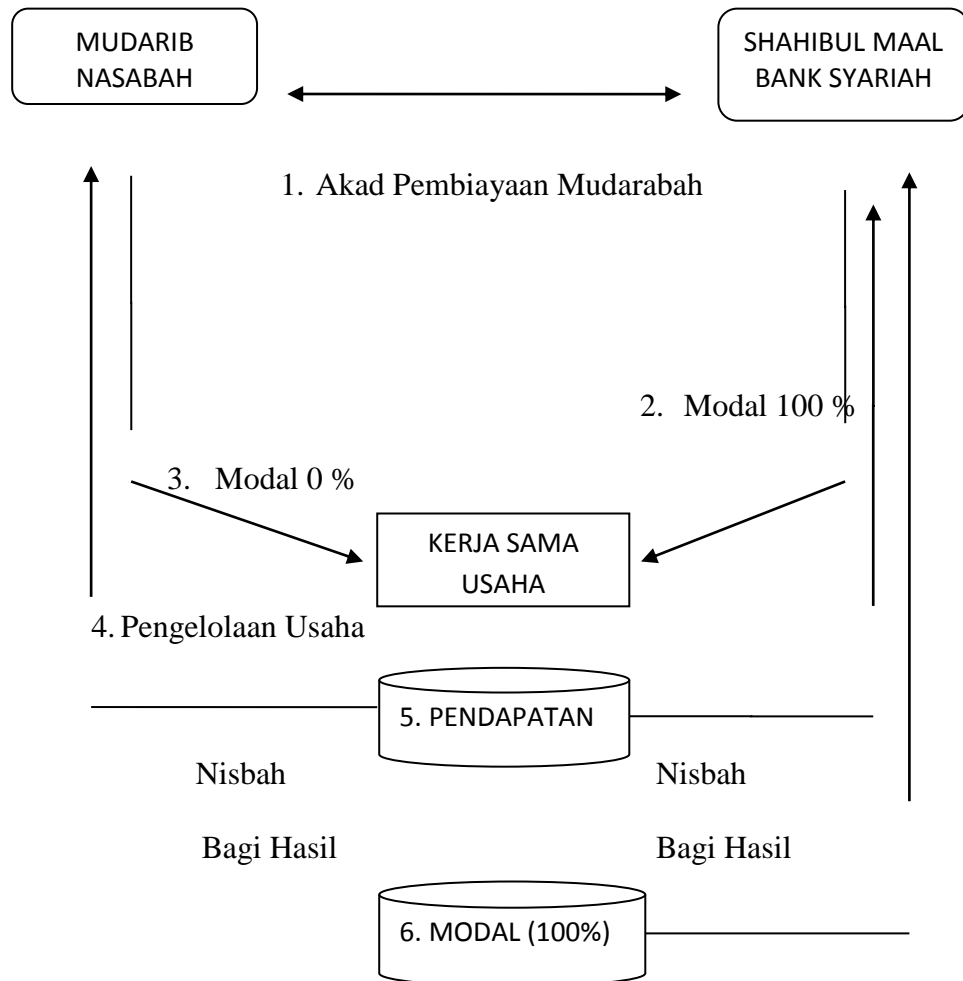 MUDARIB
NASABAH
SHAHIBUL MAAL
BANK SYARIAH
1. Akad Pembiayaan Mudarabah
2. Modal 100 %
3. Modal 0 %
KERJA SAMA
USAHA
4. Pengelolaan Usaha
5. PENDAPATAN
Nisbah
Nisbah
Bagi Hasil
Bagi Hasil
6. MODAL (100%)